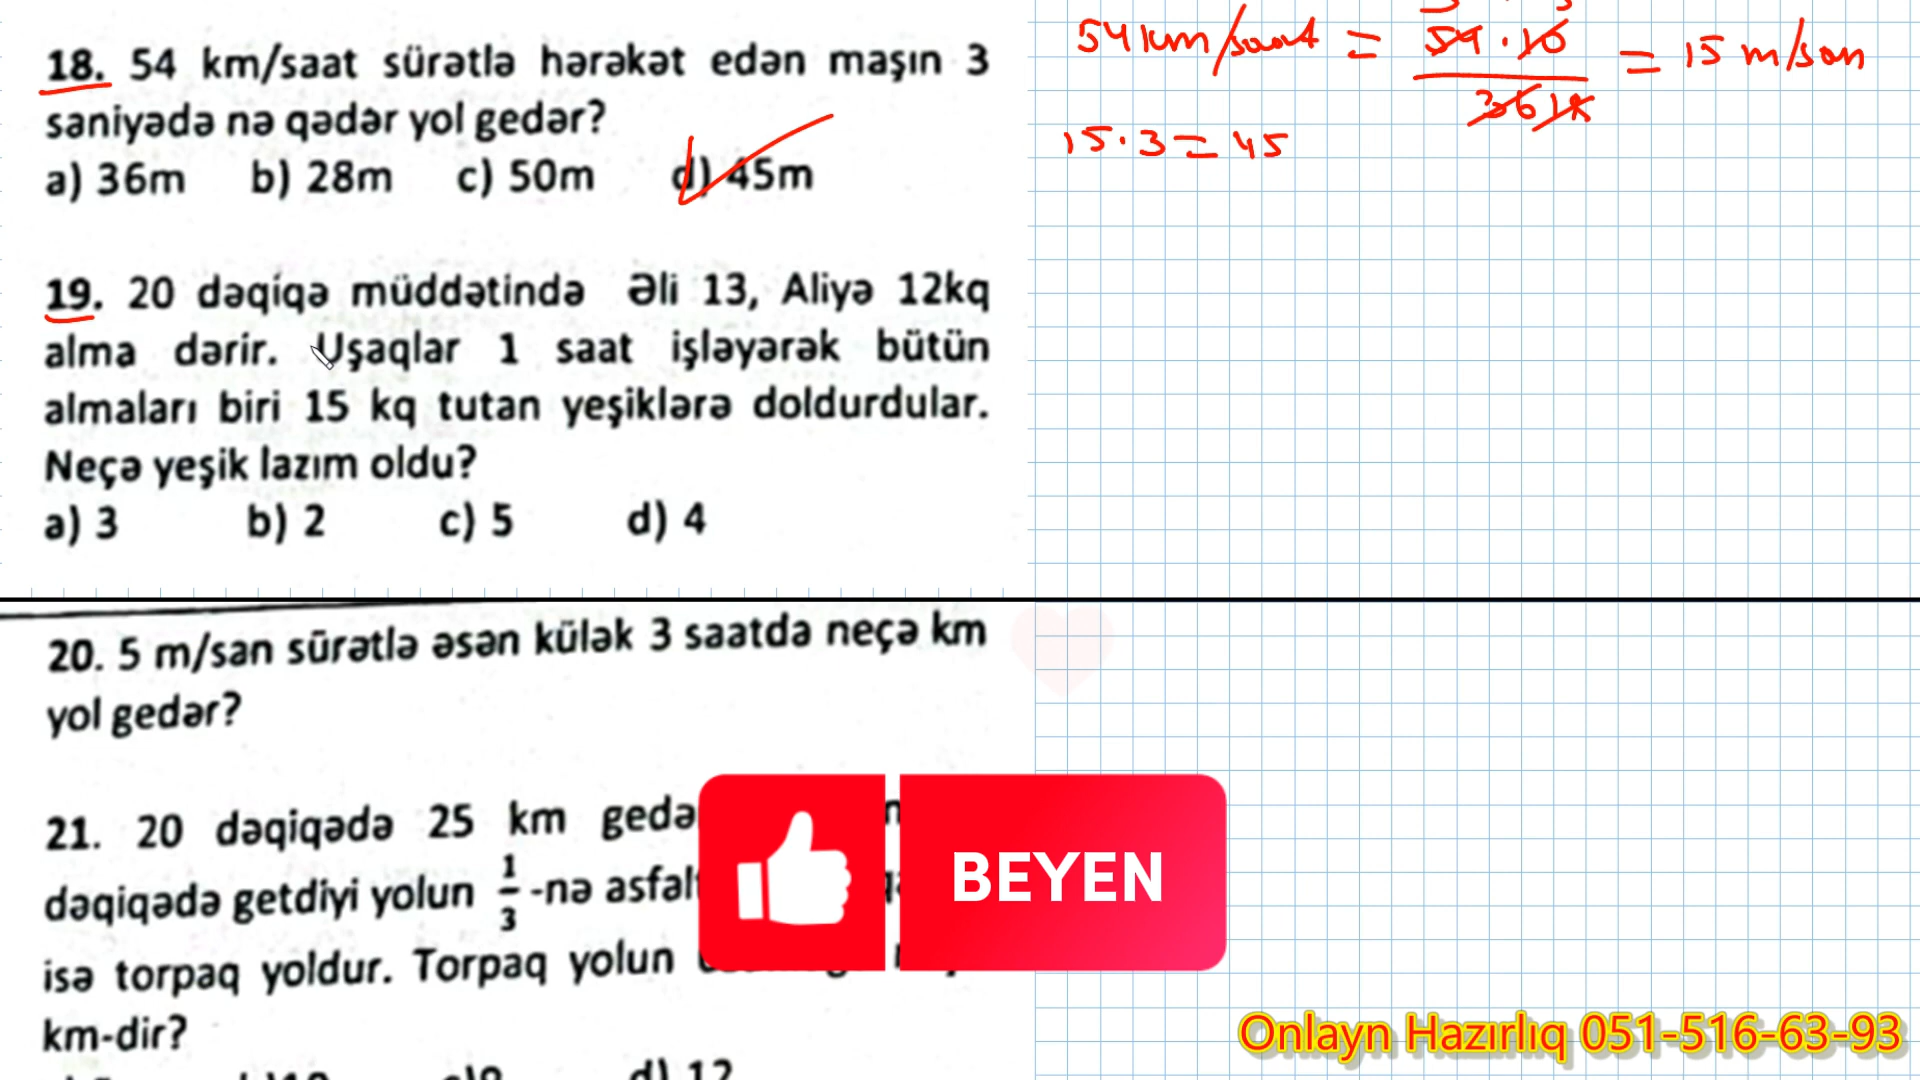 18. 54 km/saat sürətlə hərəkət edən maşın 3
saniyədə nə qədər yol gedər?
a) 36m b) 28m c) 50m d) 45m
54 km/saat = 54 · 10 / 36 = 15 m/san
15 · 3 = 45
19. 20 dəqiqə müddətində Əli 13, Aliyə 12kq
alma dərir. Uşaqlar 1 saat işləyərək bütün
almaları biri 15 kq tutan yeşiklərə doldurdular.
Neçə yeşik lazım oldu?
a) 3 b) 2 c) 5 d) 4
20. 5 m/san sürətlə əsən külək 3 saatda neçə km
yol gedər?
21. 20 dəqiqədə 25 km
dəqiqədə getdiyi yolun 1/3 -nə
isə torpaq yoldur. Torpaq yolun
km-dir?
d) 12
BEYEN
Onlayn Hazırlıq 051-516-63-93